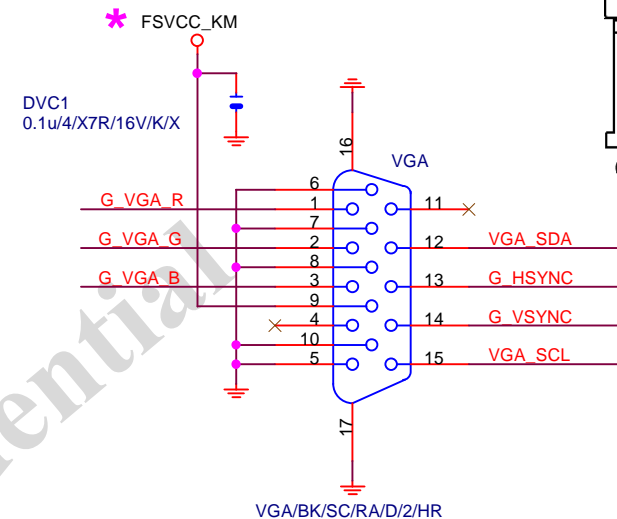 * FSVCC_KM
DVC1
0.1u/4/X7R/16V/K/X
16
VGA
6
G_VGA_R 1 11
7
G_VGA_G 2 12 VGA_SDA
8
G_VGA_B 3 13 G_HSYNC
9
4 14 G_VSYNC
10
5 15 VGA_SCL
17
VGA/BK/SC/RA/D/2/HR
ential